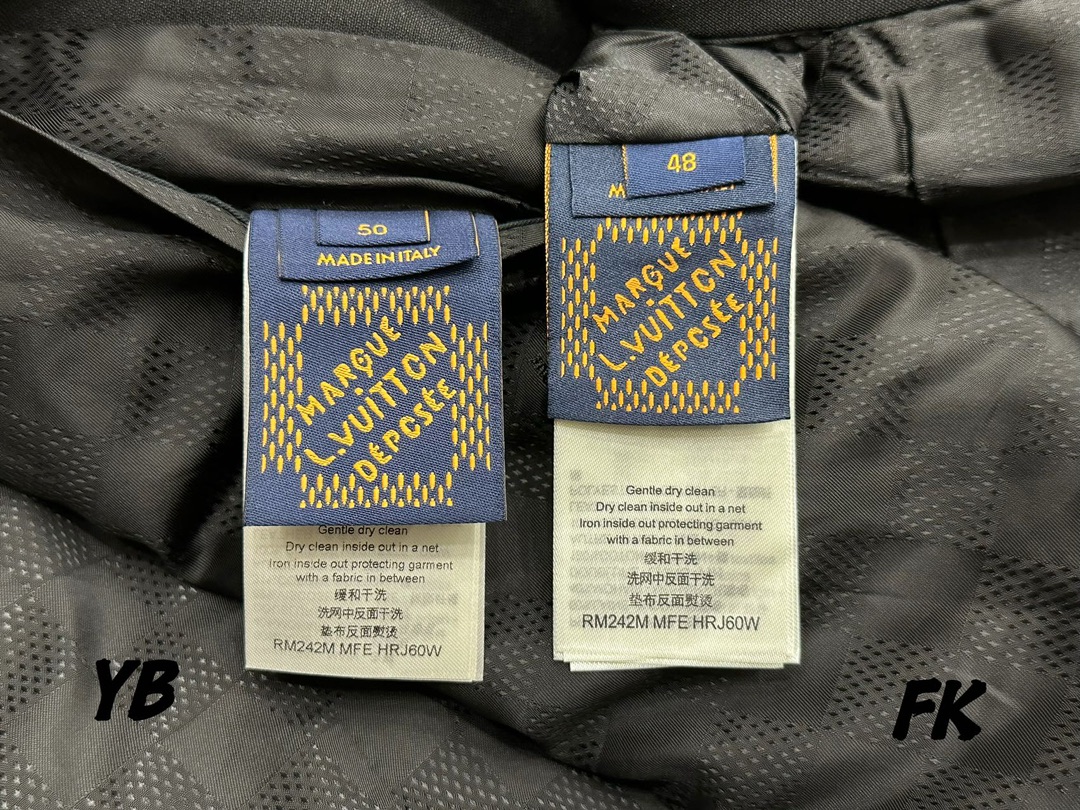 50
MADE IN ITALY
MARQUE
L.VUITTON
DÉPOSÉE
Gentle dry clean
Dry clean inside out in a net
Iron inside out protecting garment
with a fabric in between
缓和干洗
洗网中反面干洗
垫布反面熨烫
RM242M MFE HRJ60W
YB
48
MARQUE
L.VUITTON
DÉPOSÉE
Gentle dry clean
Dry clean inside out in a net
Iron inside out protecting garment
with a fabric in between
缓和干洗
洗网中反面干洗
垫布反面熨烫
RM242M MFE HRJ60W
FK